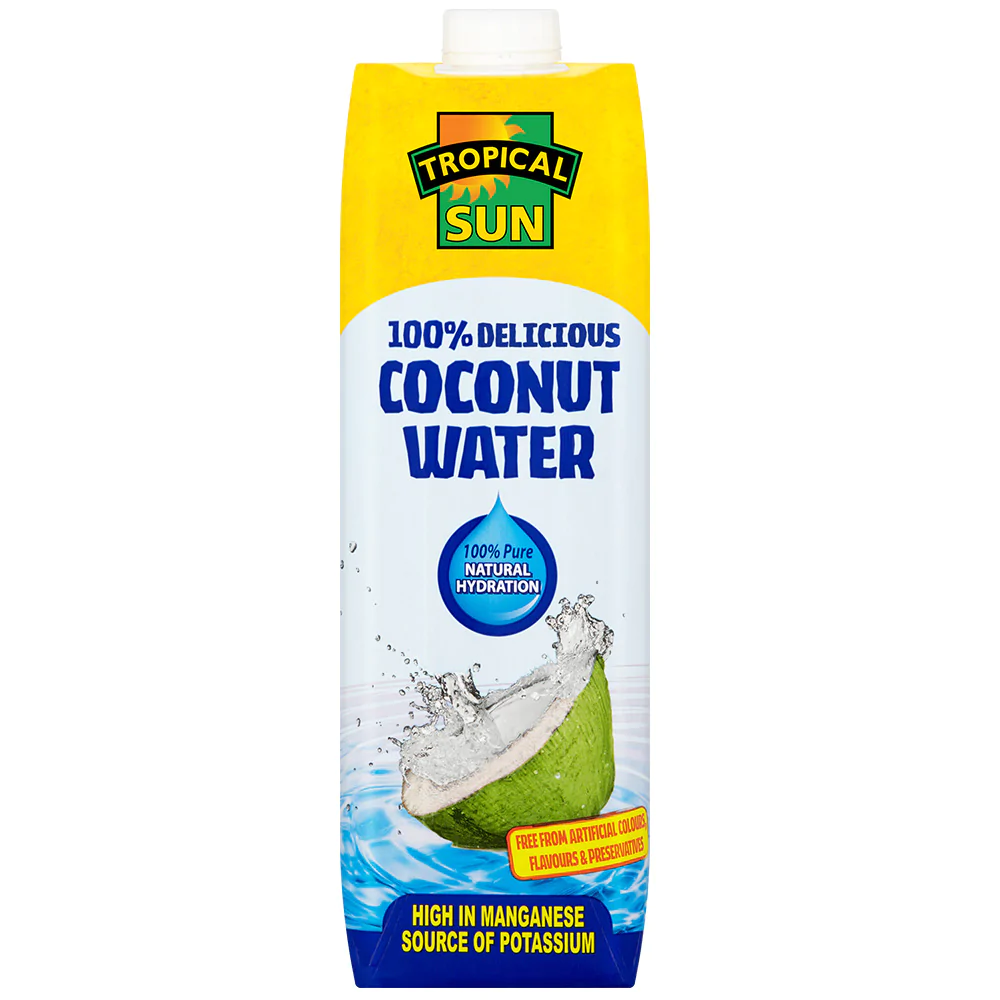 TROPICAL
SUN
100% DELICIOUS
COCONUT
WATER
100% Pure
NATURAL
HYDRATION
FREE FROM ARTIFICIAL COLOURS,
FLAVOURS & PRESERVATIVES
HIGH IN MANGANESE
SOURCE OF POTASSIUM